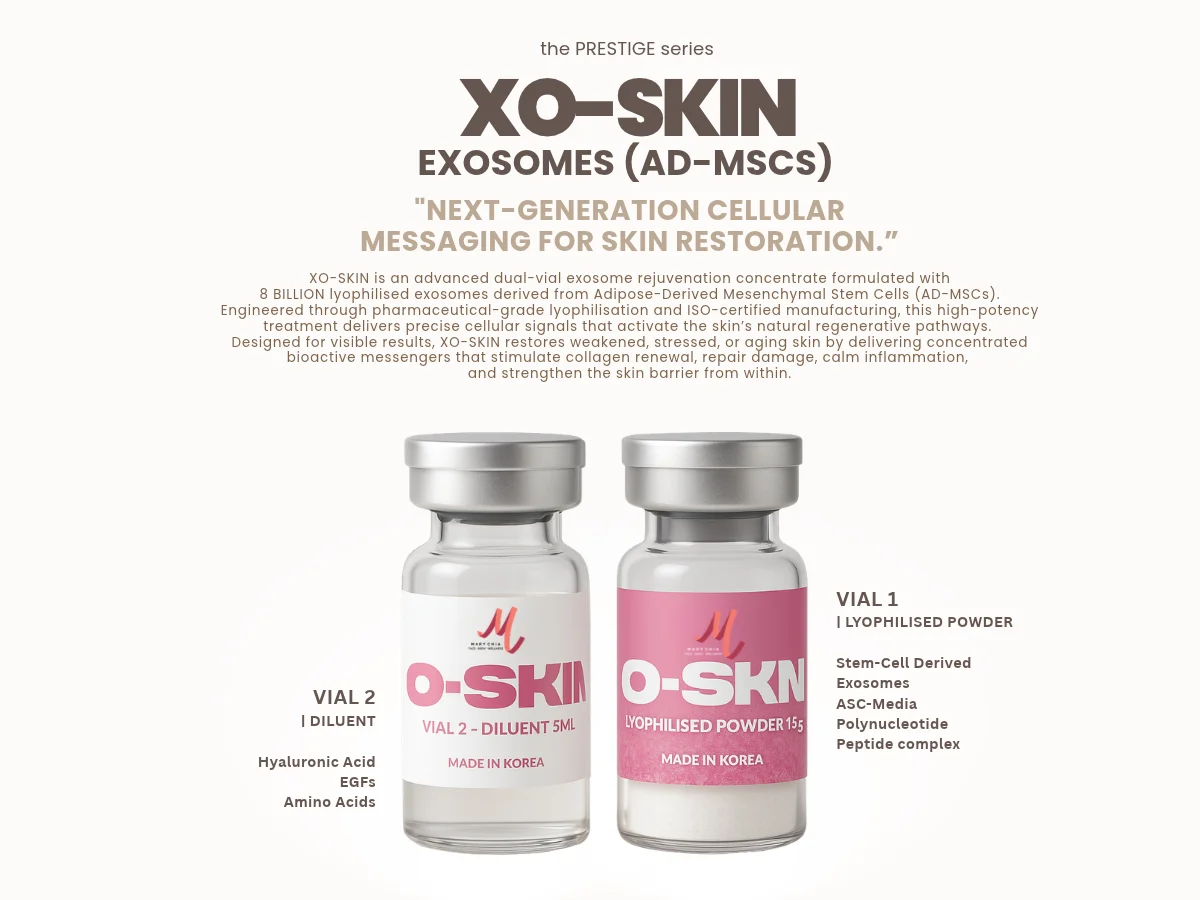 the PRESTIGE series
XO–SKIN
EXOSOMES (AD–MSCS)
"NEXT–GENERATION CELLULAR
MESSAGING FOR SKIN RESTORATION.”
XO-SKIN is an advanced dual-vial exosome rejuvenation concentrate formulated with
8 BILLION lyophilised exosomes derived from Adipose-Derived Mesenchymal Stem Cells (AD-MSCs).
Engineered through pharmaceutical-grade lyophilisation and ISO-certified manufacturing, this high-potency
treatment delivers precise cellular signals that activate the skin’s natural regenerative pathways.
Designed for visible results, XO-SKIN restores weakened, stressed, or aging skin by delivering concentrated
bioactive messengers that stimulate collagen renewal, repair damage, calm inflammation,
and strengthen the skin barrier from within.
VIAL 2
| DILUENT
Hyaluronic Acid
EGFs
Amino Acids
M
MARY CHIA
O-SKIN
VIAL 2 – DILUENT 5ML
MADE IN KOREA
M
MARY CHIA
O-SKN
LYOPHILISED POWDER 155
MADE IN KOREA
VIAL 1
| LYOPHILISED POWDER
Stem-Cell Derived
Exosomes
ASC-Media
Polynucleotide
Peptide complex